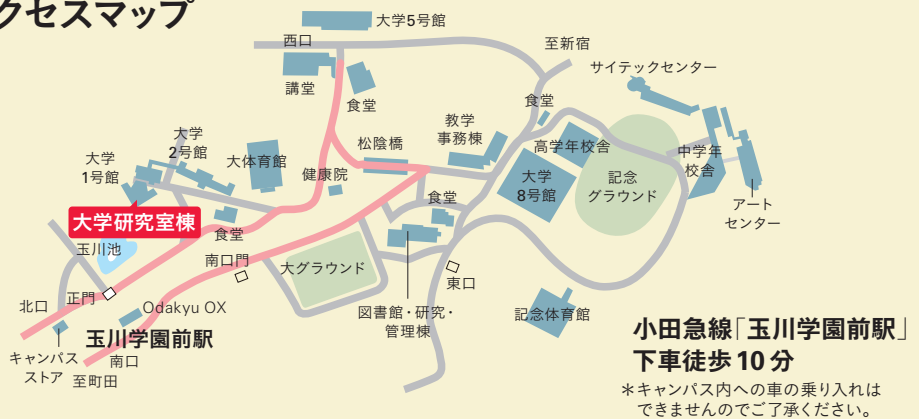 クセスマップ
大学5号館
西口
至新宿
講堂
サイテックセンター
食堂
食堂
教学
事務棟
大学
2号館
松陰橋
高学年校舎
中学年
校舎
大学
1号館
大体育館
健康院
大学
8号館
記念
グラウンド
食堂
アート
センター
大学研究室棟
食堂
玉川池
南口門
大グラウンド
東口
正門
北口
Odakyu OX
図書館・研究・
管理棟
記念体育館
玉川学園前駅
キャンパス
ストア
南口
至町田
小田急線「玉川学園前駅」
下車徒歩10分
＊キャンパス内への車の乗り入れは
できませんのでご了承ください。